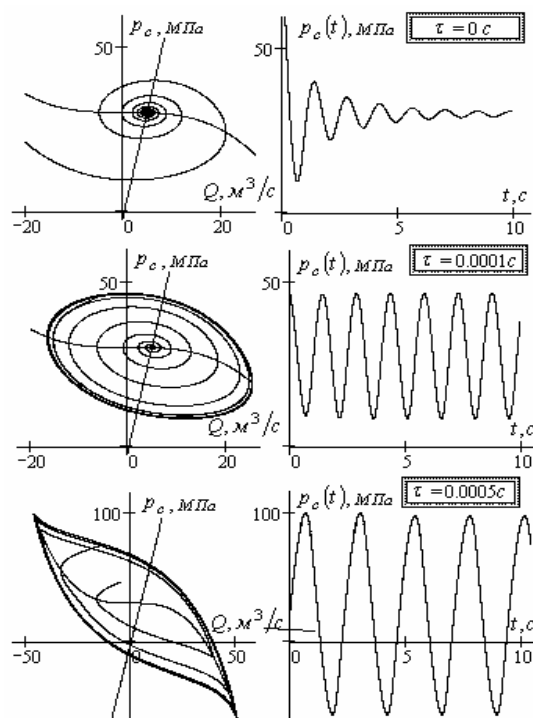 p_c, МПа
p_c(t), МПа
τ = 0 c
50
50
Q, м³/c
t, c
-20
0
20
0
5
10
p_c, МПа
p_c(t), МПа
τ = 0.0001c
50
50
Q, м³/c
t, c
-20
0
20
0
5
10
p_c, МПа
p_c(t), МПа
τ = 0.0005c
100
100
Q, м³/c
t, c
-50
0
50
0
5
10